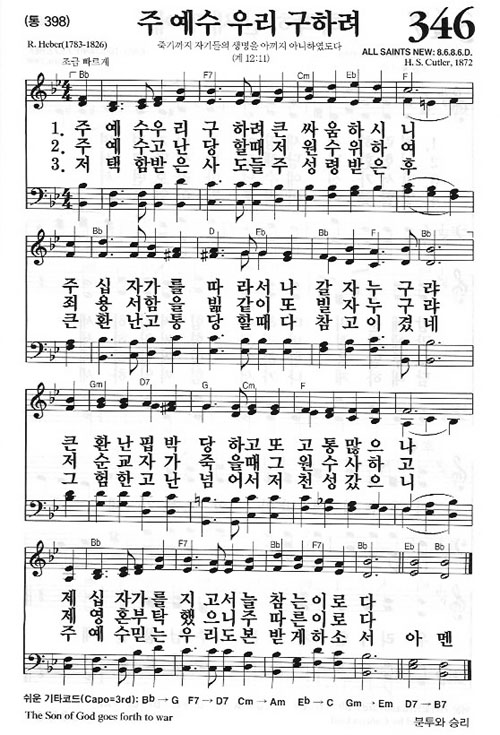 (통 398)
주 예수 우리 구하려
346
R. Heber(1783-1826)
죽기까지 자기들의 생명을 아끼지 아니하였도다
ALL SAINTS NEW: 8.6.8.6.D.
조금 빠르게
(계 12:11)
H. S. Cutler, 1872
Bb F7 Cm Eb F
1. 주 예 수우리 구 하려큰 싸움하시 니
2. 주 예 수고난 당 할때저 원수위하 여
3. 저 택 함받은사 도들주 성령받은 후
Bb D Eb Bb F Bb
주 십 자가 를 따 라서 나 갈 자누 구 랴
죄 용 서함 을 빎 같이 또 빌 자누 구 랴
큰 환 난고 통 당 할때 다 참 고이 겼 네
Gm D7 G Cm F
큰 환 난 핍 박 당 하고 또 고 통 많 으 나
저 순 교 자 가 죽 을때 그 원 수 사 하 고
그 험 한 고 난 넘 어서 저 천 성 갔 으 니
Bb F7 Bb Eb Bb F7 Bb Eb Bb
제 십 자가를 지 고서늘 참 는이로 다
제 영 혼부탁 했 으니주 따 른이로 다
주 예 수믿는 우 리도본 받 게하소 서 아 멘
쉬운 기타코드(Capo=3rd): Bb→G F7→D7 Cm→Am Eb→C Gm→Em D7→B7
The Son of God goes forth to war
분투와 승리